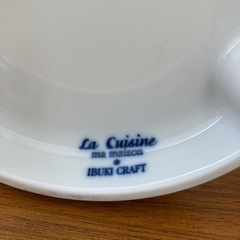 La Cuisine
ma maison
*
IBUKI CRAFT